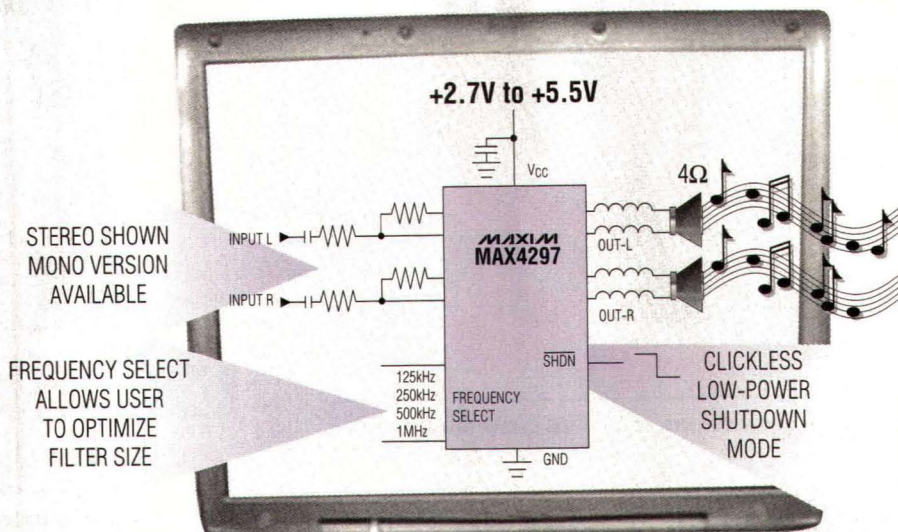 +2.7V to +5.5V
VCC
4Ω
STEREO SHOWN
MONO VERSION
AVAILABLE
INPUT L
INPUT R
MAXIM
MAX4297
OUT-L
OUT-R
FREQUENCY SELECT
ALLOWS USER
TO OPTIMIZE
FILTER SIZE
125kHz
250kHz
500kHz
1MHz
FREQUENCY
SELECT
SHDN
GND
CLICKLESS
LOW-POWER
SHUTDOWN
MODE